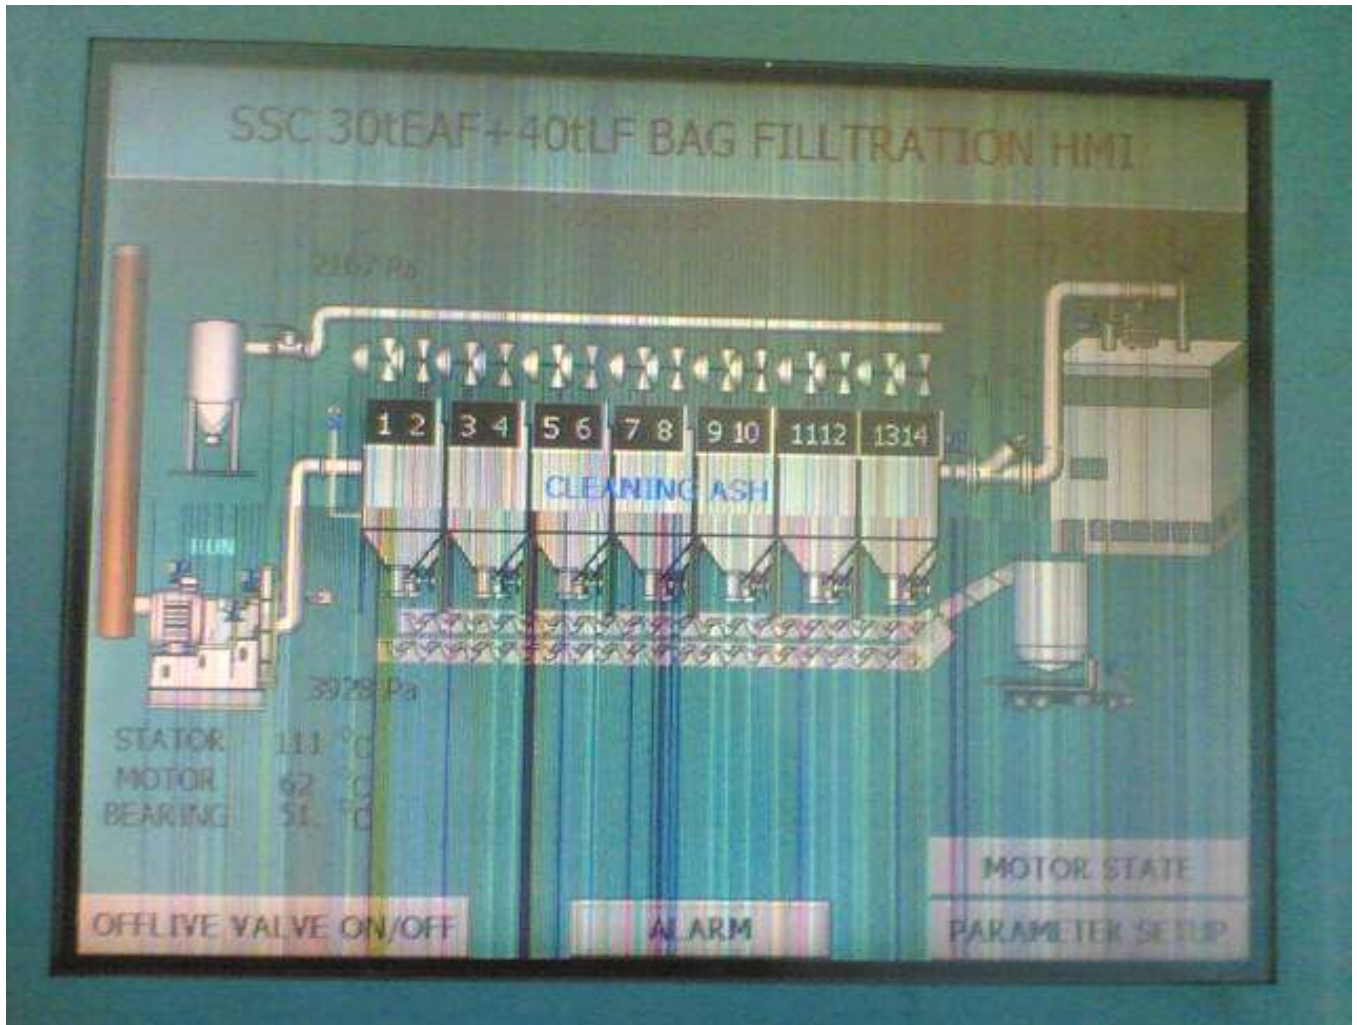 SSC 30tEAF+40tLF BAG FILLTRATION HMI
2167 Pa
1 2 3 4 5 6 7 8 9 10 1112 1314
CLEANING ASH
RUN
3928 Pa
STATOR 111 °C
MOTOR 62 °C
BEARING 51 °C
MOTOR STATE
OFFLIVE VALVE ON/OFF ALARM PARAMETER SETUP